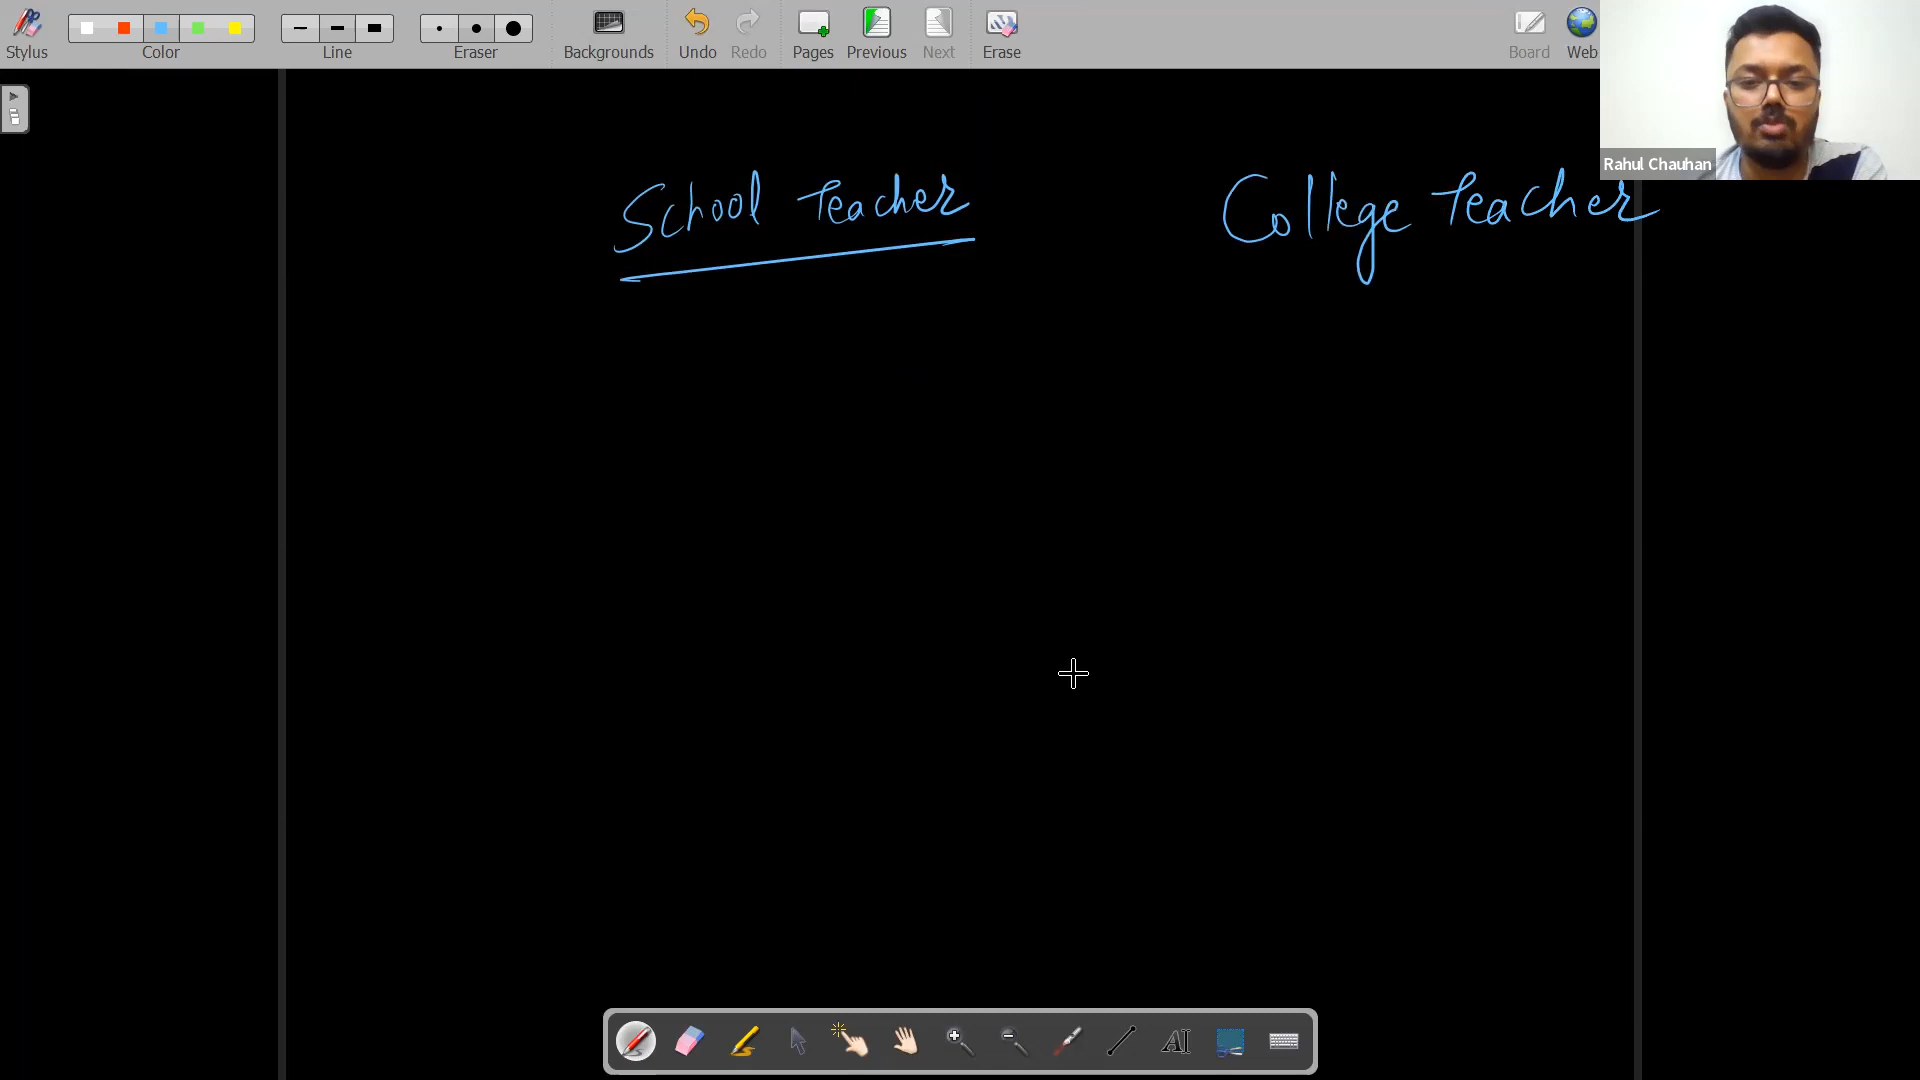 Stylus Color Line Eraser Backgrounds Undo Redo Pages Previous Next Erase Board Web
Rahul Chauhan
School Teacher College Teacher
AI